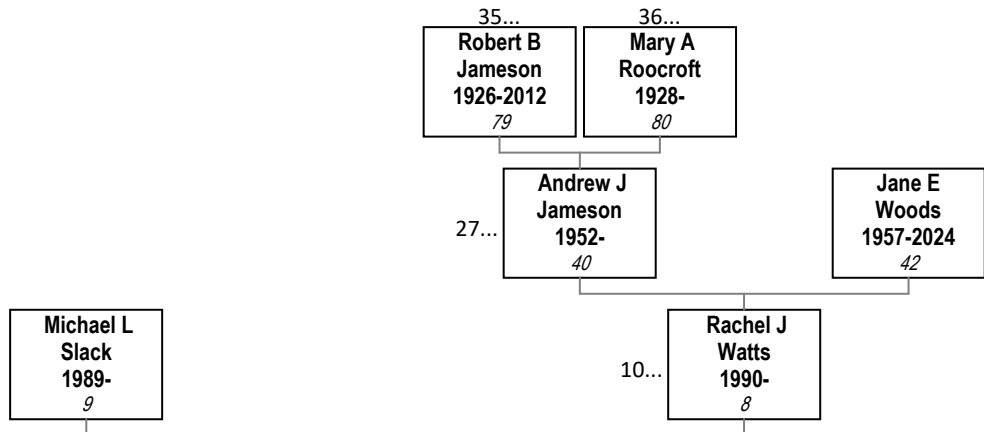 35...
36...
Robert B
Jameson
1926-2012
79
Mary A
Roocroft
1928-
80
27...
Andrew J
Jameson
1952-
40
Jane E
Woods
1957-2024
42
Michael L
Slack
1989-
9
10...
Rachel J
Watts
1990-
8